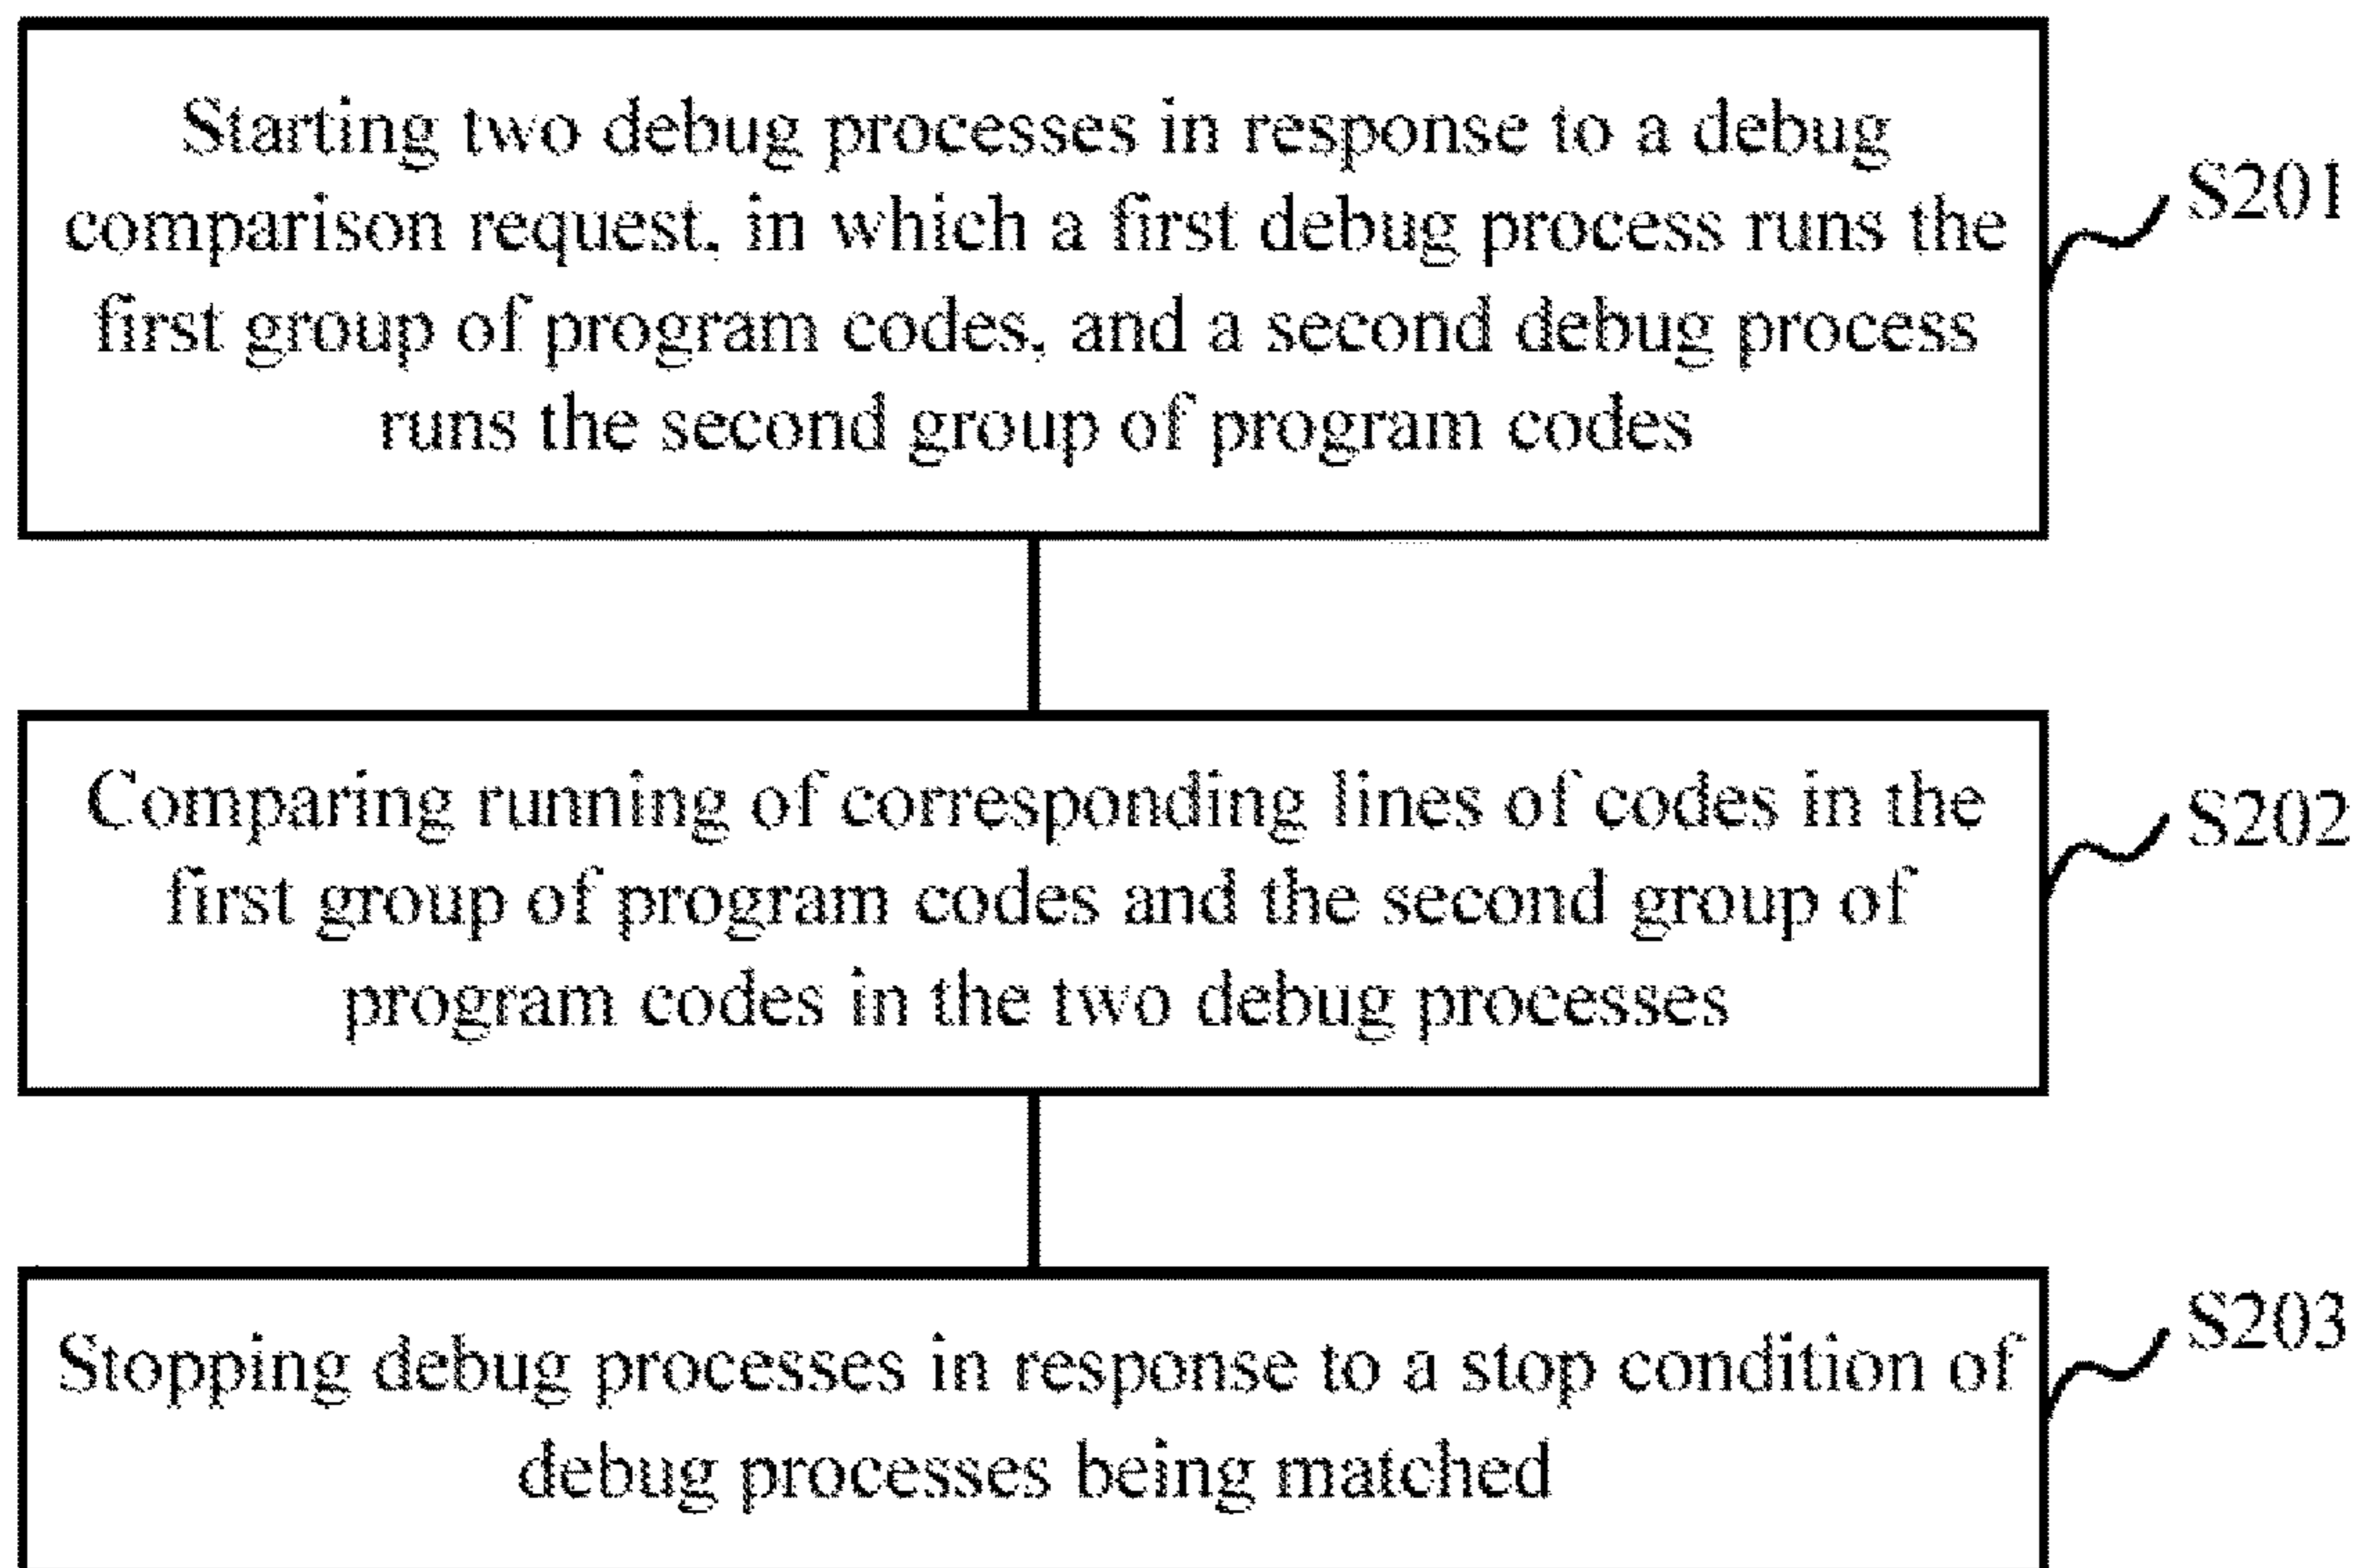 Starting two debug processes in response to a debug
comparison request, in which a first debug process runs the
first group of program codes, and a second debug process
runs the second group of program codes
S201
Comparing running of corresponding lines of codes in the
first group of program codes and the second group of
program codes in the two debug processes
S202
Stopping debug processes in response to a stop condition of
debug processes being matched
S203